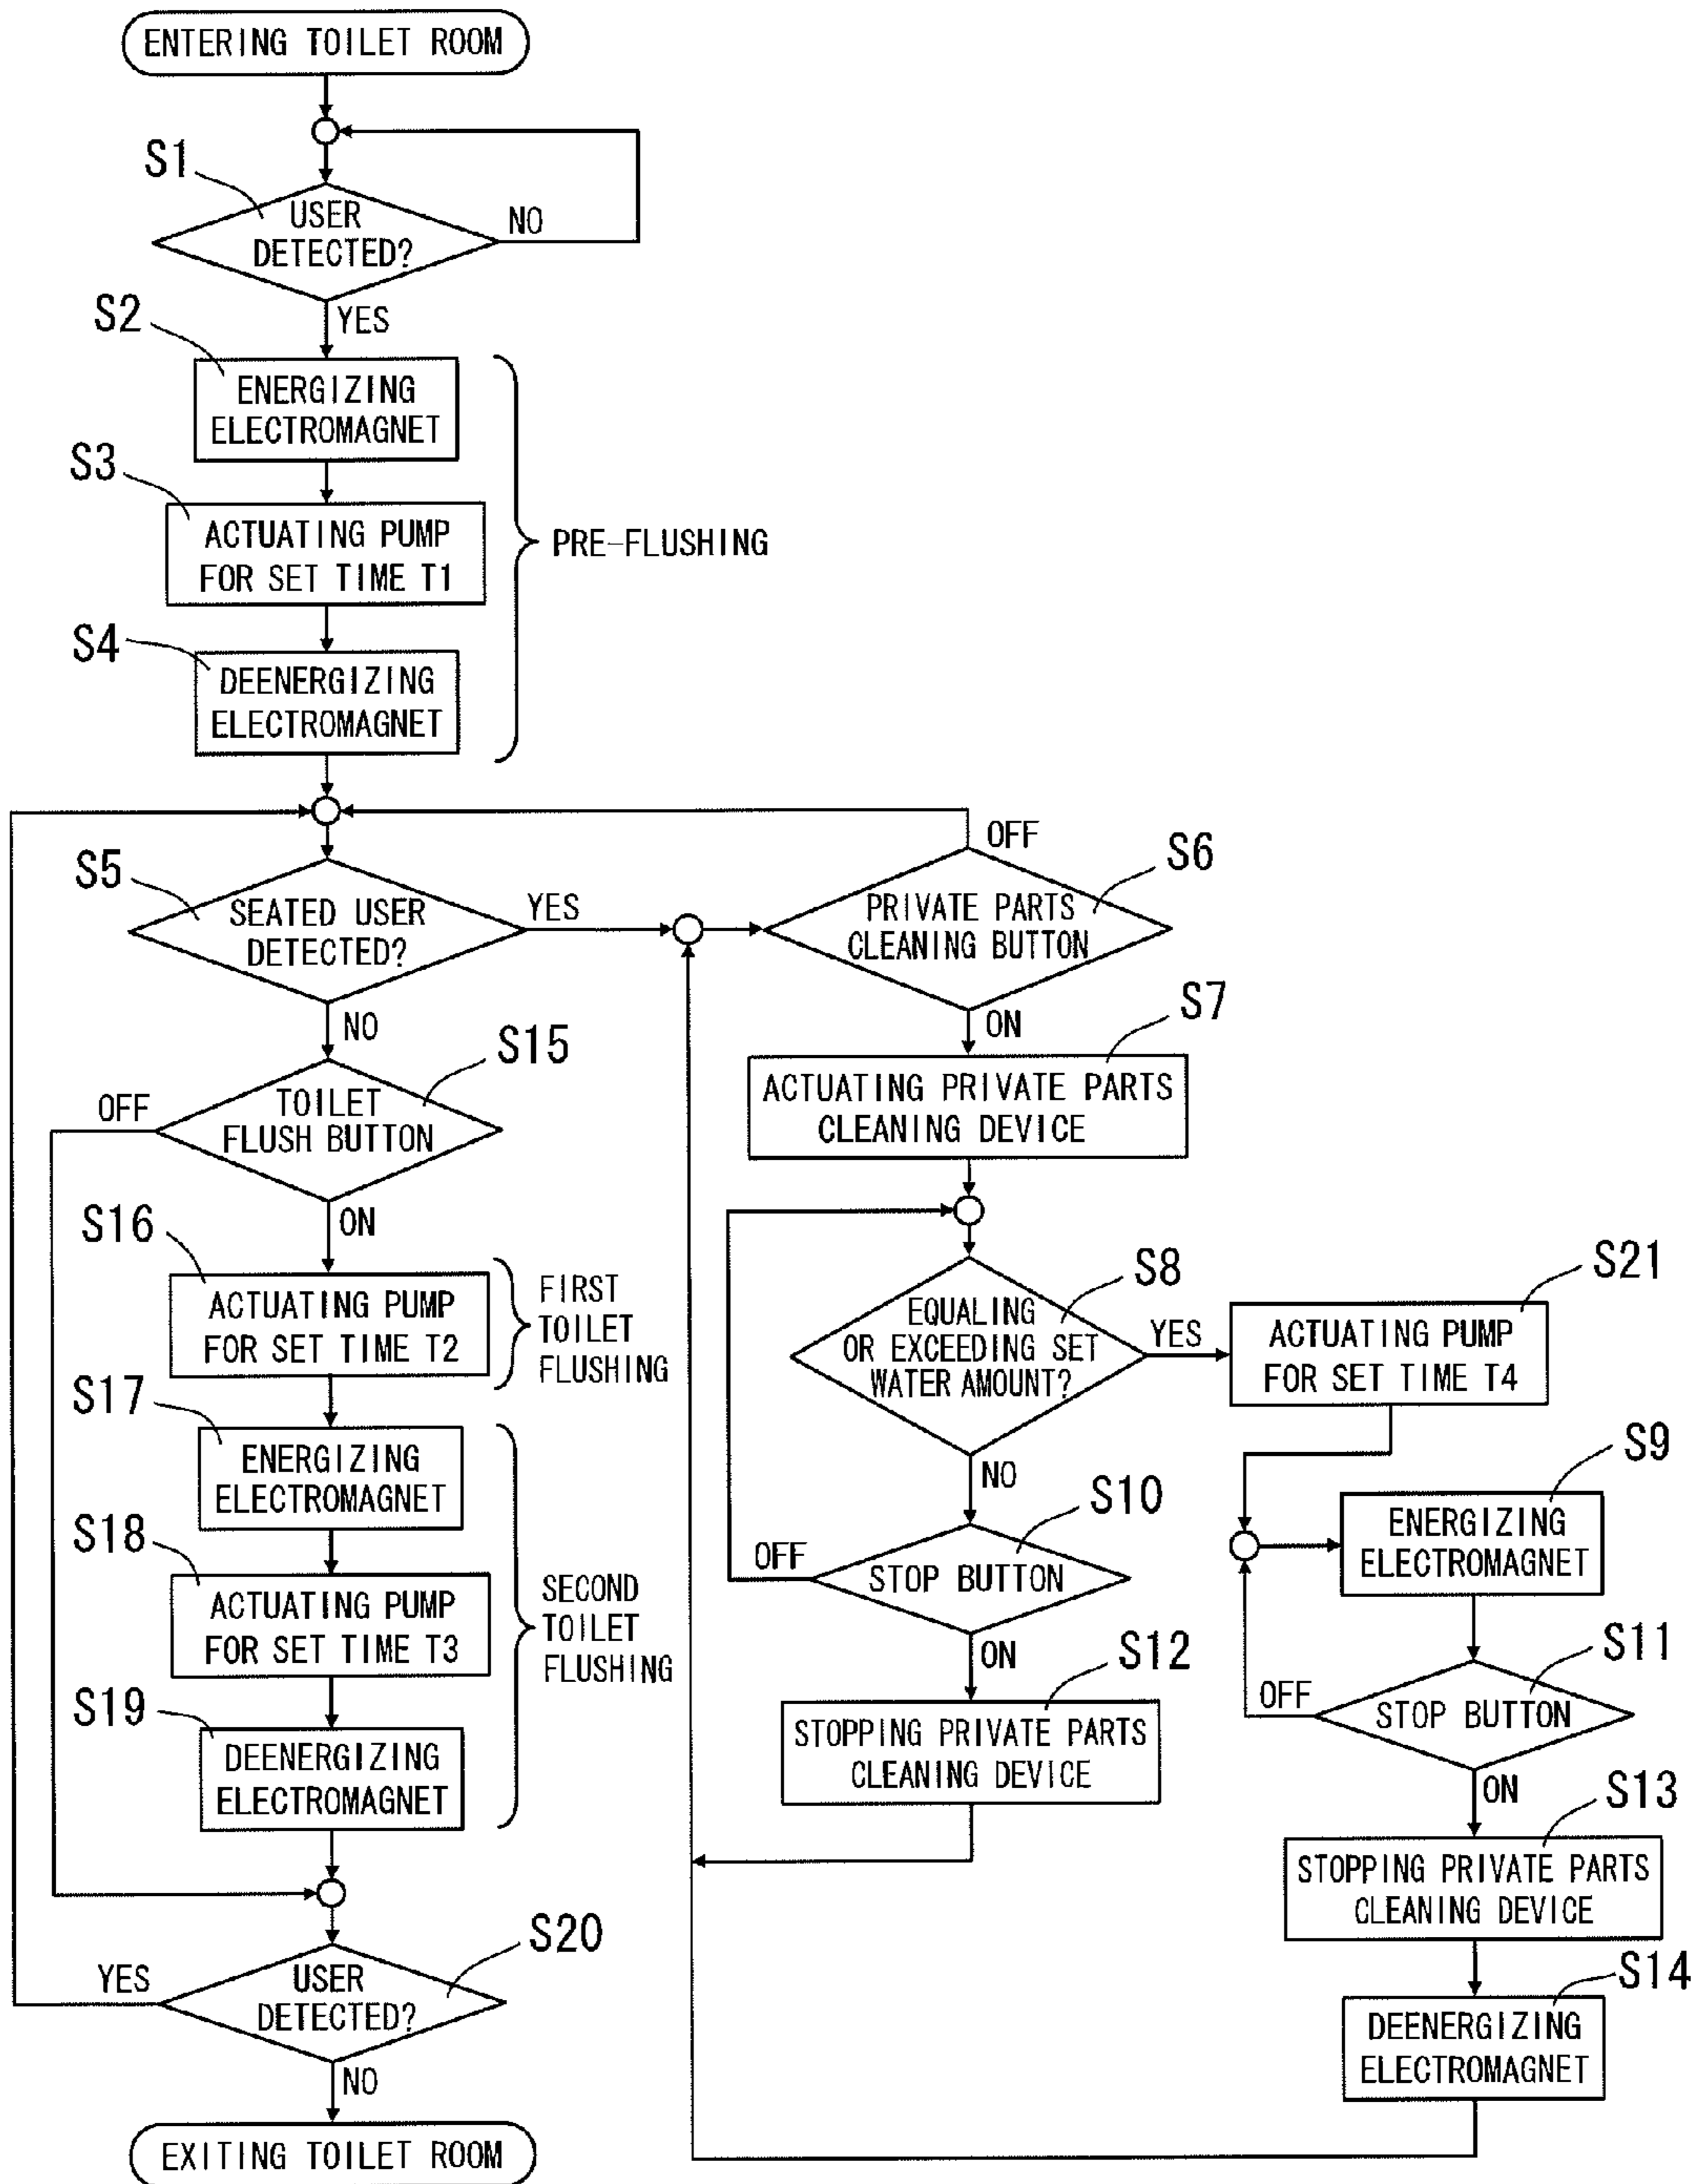 ENTERING TOILET ROOM
S1
USER
DETECTED?
NO
YES
S2
ENERGIZING
ELECTROMAGNET
S3
ACTUATING PUMP
FOR SET TIME T1
PRE-FLUSHING
S4
DEENERGIZING
ELECTROMAGNET
S5
SEATED USER
DETECTED?
YES
NO
S6
OFF
PRIVATE PARTS
CLEANING BUTTON
ON
S7
ACTUATING PRIVATE PARTS
CLEANING DEVICE
S8
EQUALING
OR EXCEEDING SET
WATER AMOUNT?
YES
NO
S21
ACTUATING PUMP
FOR SET TIME T4
S9
ENERGIZING
ELECTROMAGNET
S10
STOP BUTTON
OFF
ON
S11
STOP BUTTON
OFF
ON
S12
STOPPING PRIVATE PARTS
CLEANING DEVICE
S13
STOPPING PRIVATE PARTS
CLEANING DEVICE
S14
DEENERGIZING
ELECTROMAGNET
S15
TOILET
FLUSH BUTTON
OFF
ON
S16
ACTUATING PUMP
FOR SET TIME T2
FIRST
TOILET
FLUSHING
S17
ENERGIZING
ELECTROMAGNET
S18
ACTUATING PUMP
FOR SET TIME T3
SECOND
TOILET
FLUSHING
S19
DEENERGIZING
ELECTROMAGNET
S20
USER
DETECTED?
YES
NO
EXITING TOILET ROOM